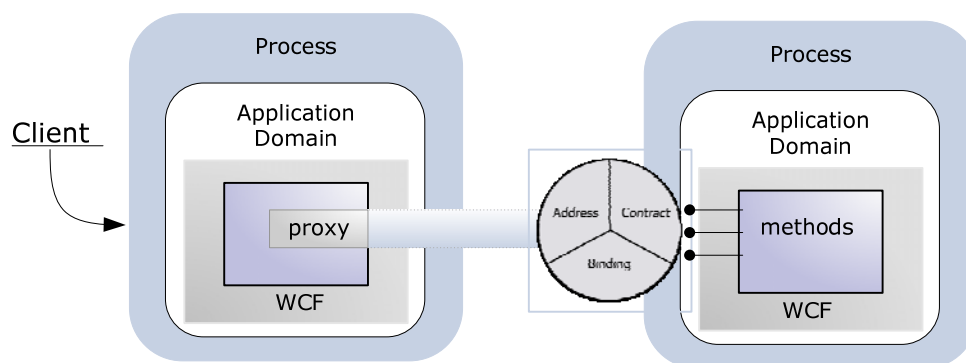 Process
Process
Application
Domain
Application
Domain
Client
Address
Contract
proxy
methods
Binding
WCF
WCF